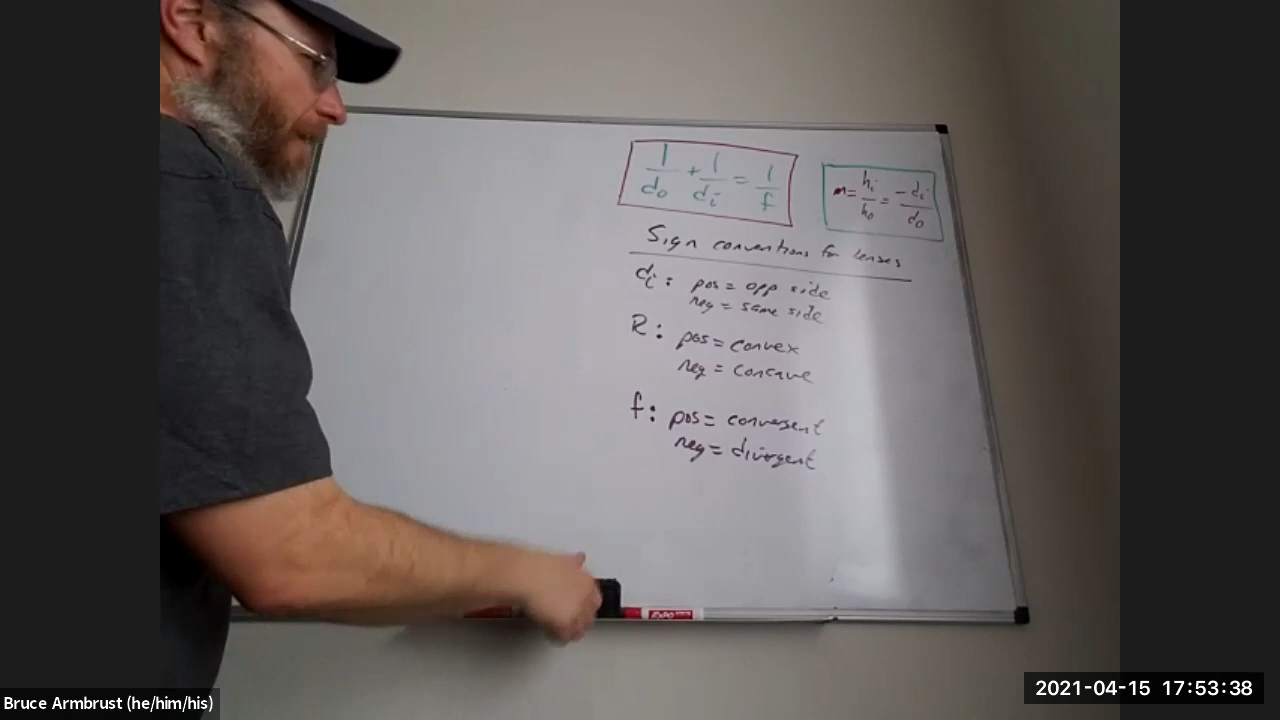 1/do + 1/di = 1/f
m = hi/ho = -di/do
Sign conventions for lenses
di: pos = opp side
neg = same side
R: pos = convex
neg = concave
f: pos = convergent
neg = divergent
EXPO
Bruce Armbrust (he/him/his)
2021-04-15 17:53:38